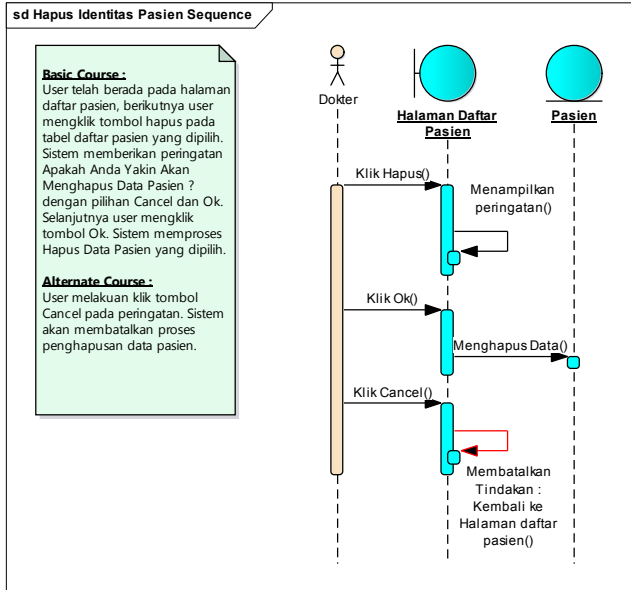 sd Hapus Identitas Pasien Sequence
Basic Course :
User telah berada pada halaman
daftar pasien, berikutnya user
mengklik tombol hapus pada
tabel daftar pasien yang dipilih.
Sistem memberikan peringatan
Apakah Anda Yakin Akan
Menghapus Data Pasien ?
dengan pilihan Cancel dan Ok.
Selanjutnya user mengklik
tombol Ok. Sistem memproses
Hapus Data Pasien yang dipilih.
Alternate Course :
User melakuan klik tombol
Cancel pada peringatan. Sistem
akan membatalkan proses
penghapusan data pasien.
Dokter
Halaman Daftar
Pasien
Pasien
Klik Hapus()
Menampilkan
peringatan()
Klik Ok()
Menghapus Data()
Klik Cancel()
Membatalkan
Tindakan :
Kembali ke
Halaman daftar
pasien()